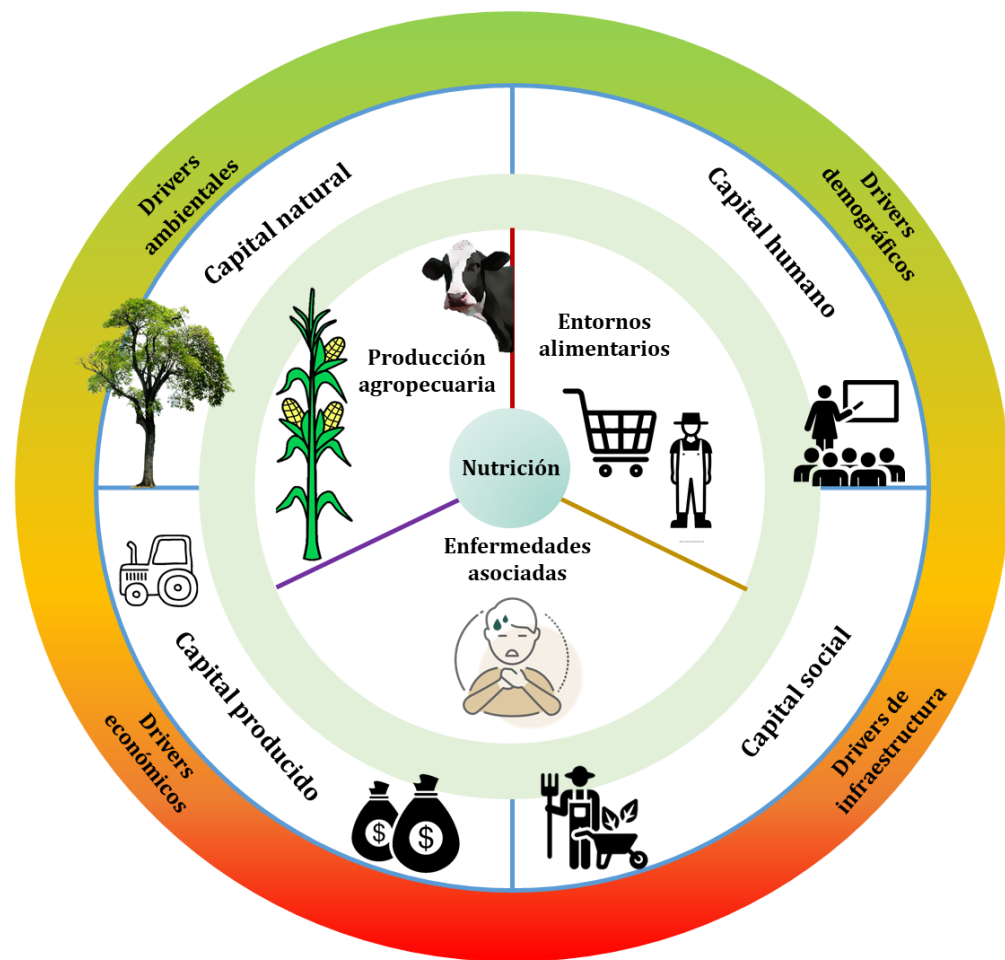 Drivers
ambientales
Capital natural
Drivers
demográficos
Capital humano
Producción
agropecuaria
Entornos
alimentarios
Nutrición
Enfermedades
asociadas
Capital producido
Drivers
económicos
$
$
Capital social
Drivers de
infraestructura